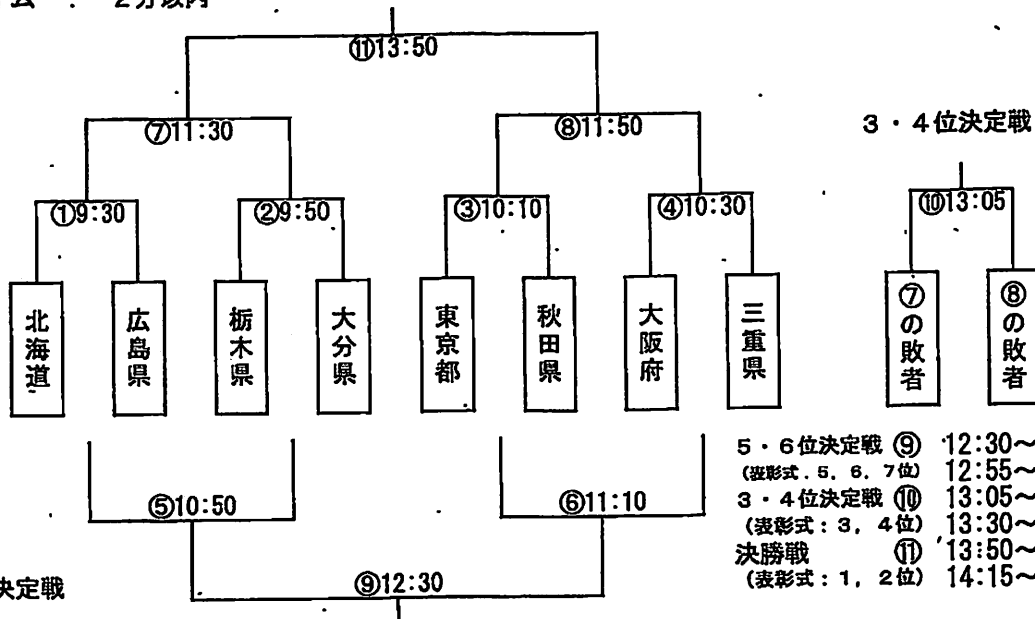 ム : 2分以内
⑪13:50
⑦11:30
⑧11:50
3・4位決定戦
①9:30
②9:50
③10:10
④10:30
⑩13:05
北海道
広島県
栃木県
大分県
東京都
秋田県
大阪府
三重県
⑦の敗者
⑧の敗者
5・6位決定戦 ⑨ 12:30～
(表彰式.5,6,7位) 12:55～
⑤10:50
⑥11:10
3・4位決定戦 ⑩ 13:05～
(表彰式:3,4位) 13:30～
決勝戦 ⑪ 13:50～
(表彰式:1,2位) 14:15～
⑨12:30
決定戦